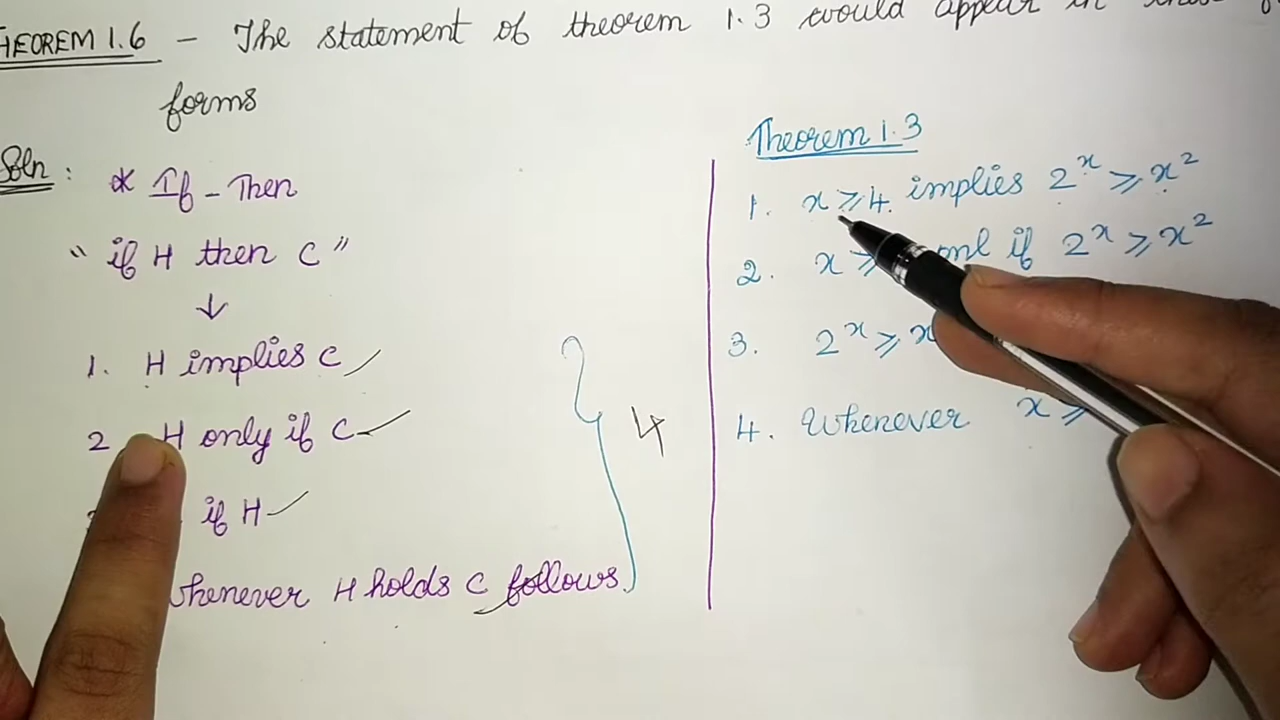 HEOREM 1.6 - The statement of theorem 1.3 would appear in
forms
Soln :
* If - Then
" if H then C "
↓
1. H implies C
2 H only if C
if H
whenever H holds C follows.
4
Theorem 1.3
1. x ⩾ 4. implies 2^x ⩾ x^2
2. x ⩾ onl if 2^x ⩾ x^2
3. 2^x ⩾ x
4. Whenever x ⩾